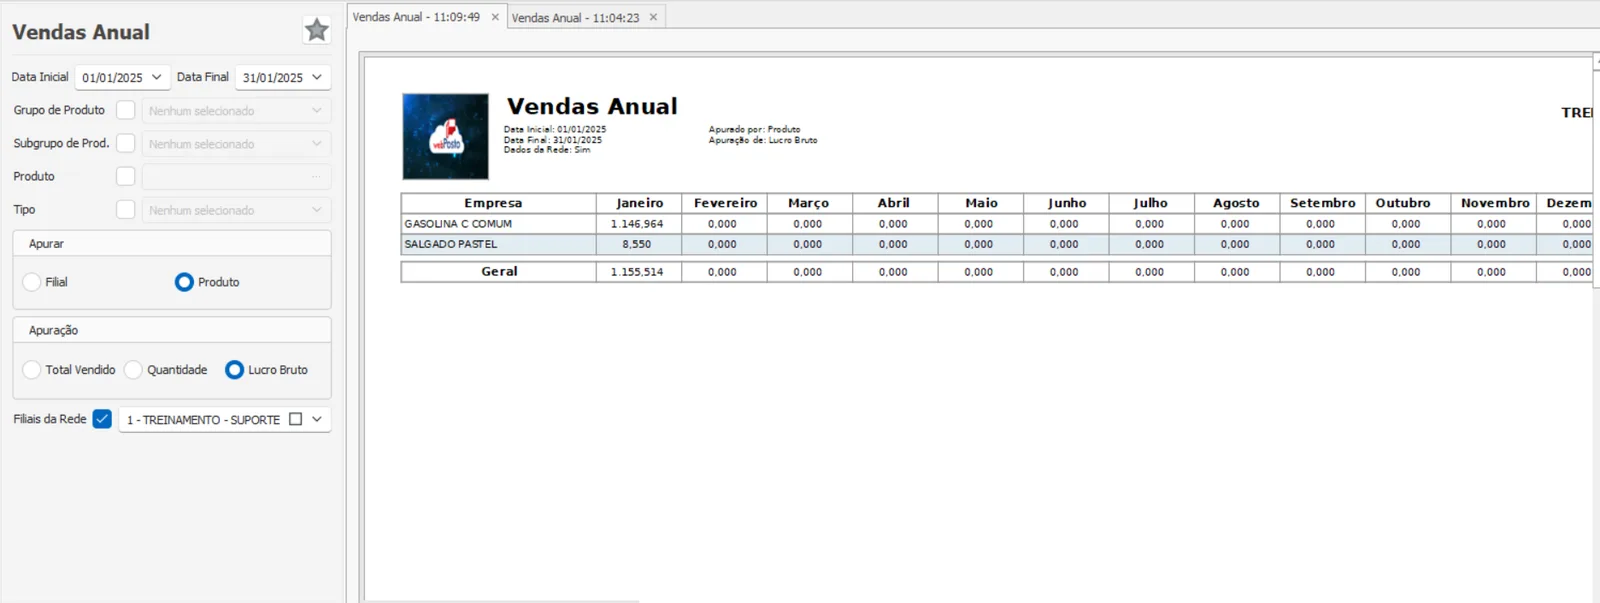 Vendas Anual
Data Inicial 01/01/2025 Data Final 31/01/2025
Grupo de Produto Nenhum selecionado
Subgrupo de Prod. Nenhum selecionado
Produto ...
Tipo Nenhum selecionado
Apurar
Filial Produto
Apuração
Total Vendido Quantidade Lucro Bruto
Filiais da Rede 1 - TREINAMENTO - SUPORTE
Vendas Anual - 11:09:49 × Vendas Anual - 11:04:23 ×
webPosto
Vendas Anual
TREI
Data Inicial: 01/01/2025 Apurado por: Produto
Data Final: 31/01/2025 Apuração de: Lucro Bruto
Dados da Rede: Sim
Empresa Janeiro Fevereiro Março Abril Maio Junho Julho Agosto Setembro Outubro Novembro Dezem
GASOLINA C COMUM 1.146,964 0,000 0,000 0,000 0,000 0,000 0,000 0,000 0,000 0,000 0,000 0,000
SALGADO PASTEL 8,550 0,000 0,000 0,000 0,000 0,000 0,000 0,000 0,000 0,000 0,000 0,000
Geral 1.155,514 0,000 0,000 0,000 0,000 0,000 0,000 0,000 0,000 0,000 0,000 0,000